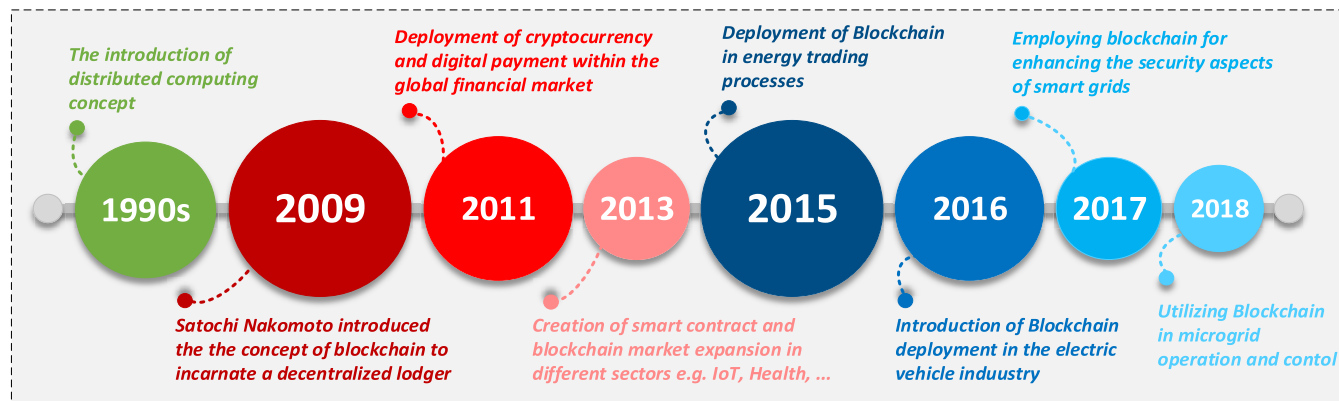 The introduction of
distributed computing
concept
Deployment of cryptocurrency
and digital payment within the
global financial market
Deployment of Blockchain
in energy trading
processes
Employing blockchain for
enhancing the security aspects
of smart grids
1990s
2009
2011
2013
2015
2016
2017
2018
Satochi Nakomoto introduced
the the concept of blockchain to
incarnate a decentralized lodger
Creation of smart contract and
blockchain market expansion in
different sectors e.g. IoT, Health, ...
Introduction of Blockchain
deployment in the electric
vehicle induustry
Utilizing Blockchain
in microgrid
operation and contol